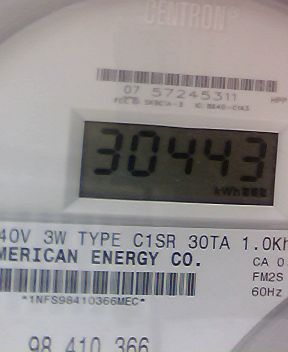 CENTRON®
07 57245311
30443
kWh
40V 3W TYPE C1SR 30TA 1.0Kh
MERICAN ENERGY CO.
CA 0
FM2S
60Hz
*1NFS98410366MEC*
98 410 366